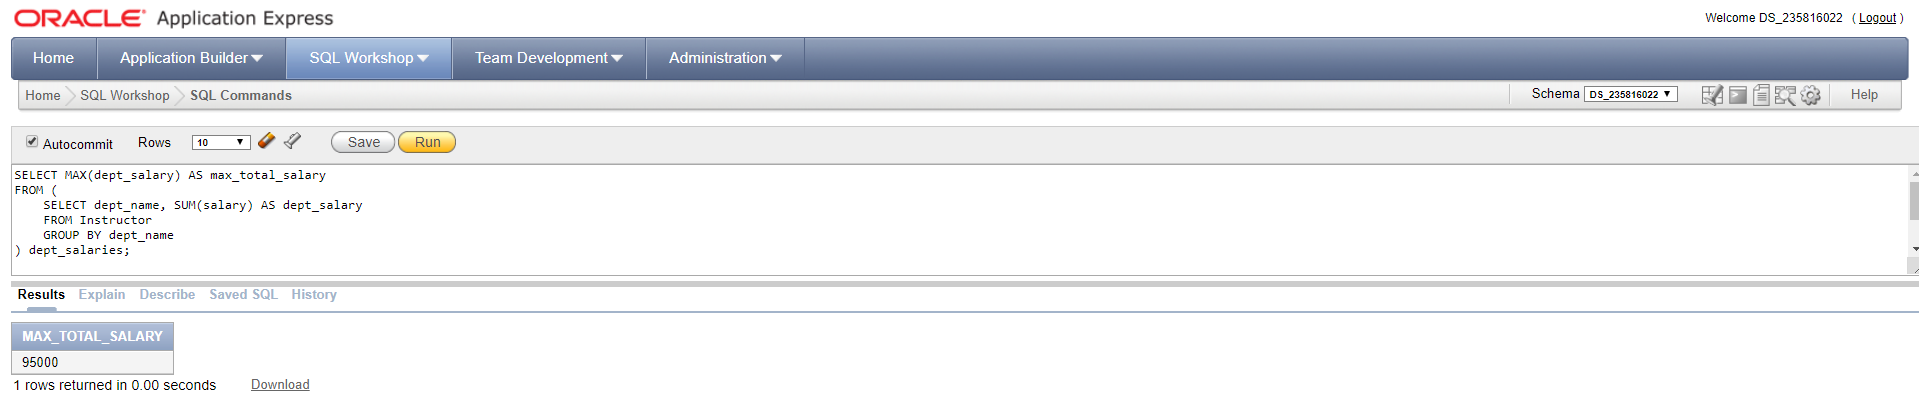 ORACLE Application Express
Welcome DS_235816022 ( Logout )
Home Application Builder SQL Workshop Team Development Administration
Home SQL Workshop SQL Commands
Schema DS_235816022 Help
Autocommit Rows 10 Save Run
SELECT MAX(dept_salary) AS max_total_salary
FROM (
    SELECT dept_name, SUM(salary) AS dept_salary
    FROM Instructor
    GROUP BY dept_name
) dept_salaries;
Results Explain Describe Saved SQL History
MAX_TOTAL_SALARY
95000
1 rows returned in 0.00 seconds Download